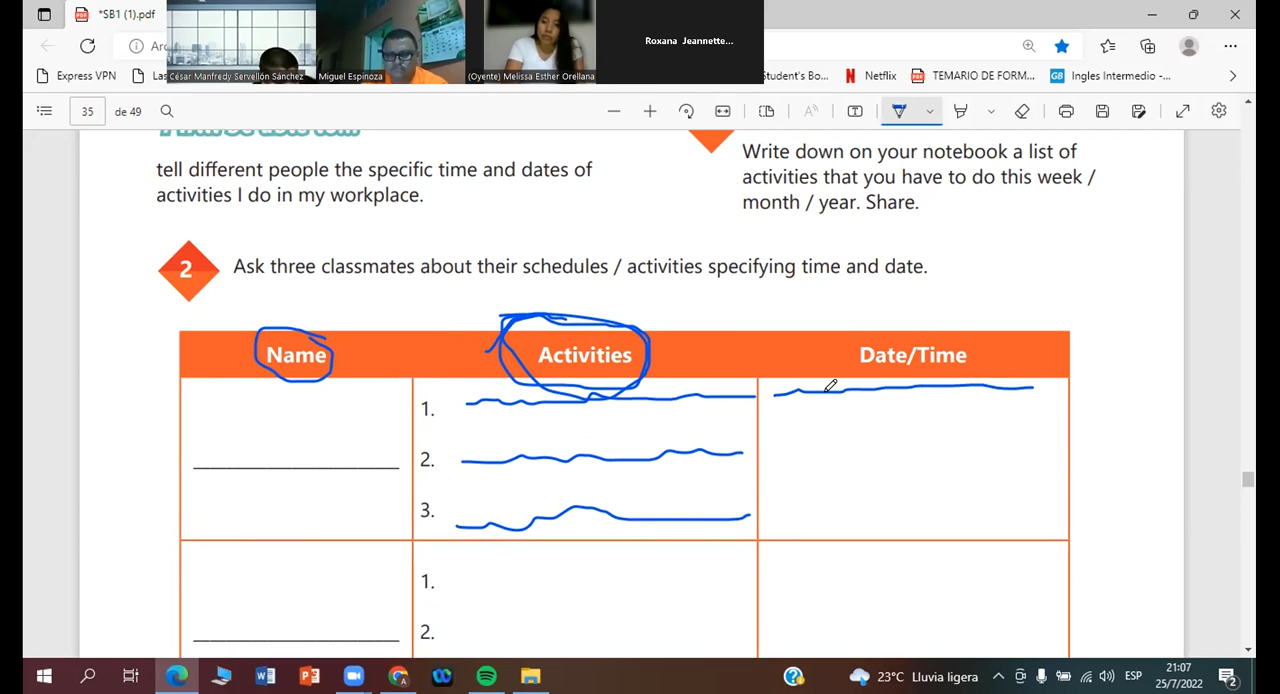 *SB1 (1).pdf
César Manfredy Servellón Sánchez
Miguel Espinoza
(Oyente) Melissa Esther Orellana
Roxana Jeannette...
Express VPN
Student's Bo...
Netflix
TEMARIO DE FORM...
GB Ingles Intermedio -...
35 de 49
tell different people the specific time and dates of
activities I do in my workplace.
Write down on your notebook a list of
activities that you have to do this week /
month / year. Share.
2 Ask three classmates about their schedules / activities specifying time and date.
Name Activities Date/Time
1.
2.
3.
1.
2.
23°C Lluvia ligera
ESP
21:07
25/7/2022
2